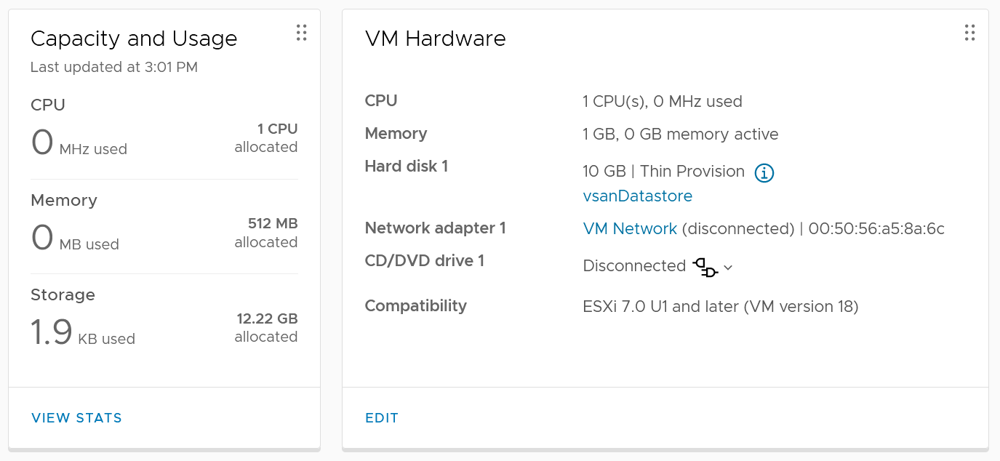 Capacity and Usage
Last updated at 3:01 PM
CPU
0 MHz used
1 CPU
allocated
Memory
0 MB used
512 MB
allocated
Storage
1.9 KB used
12.22 GB
allocated
VIEW STATS
VM Hardware
CPU 1 CPU(s), 0 MHz used
Memory 1 GB, 0 GB memory active
Hard disk 1 10 GB | Thin Provision
vsanDatastore
Network adapter 1 VM Network (disconnected) | 00:50:56:a5:8a:6c
CD/DVD drive 1 Disconnected
Compatibility ESXi 7.0 U1 and later (VM version 18)
EDIT